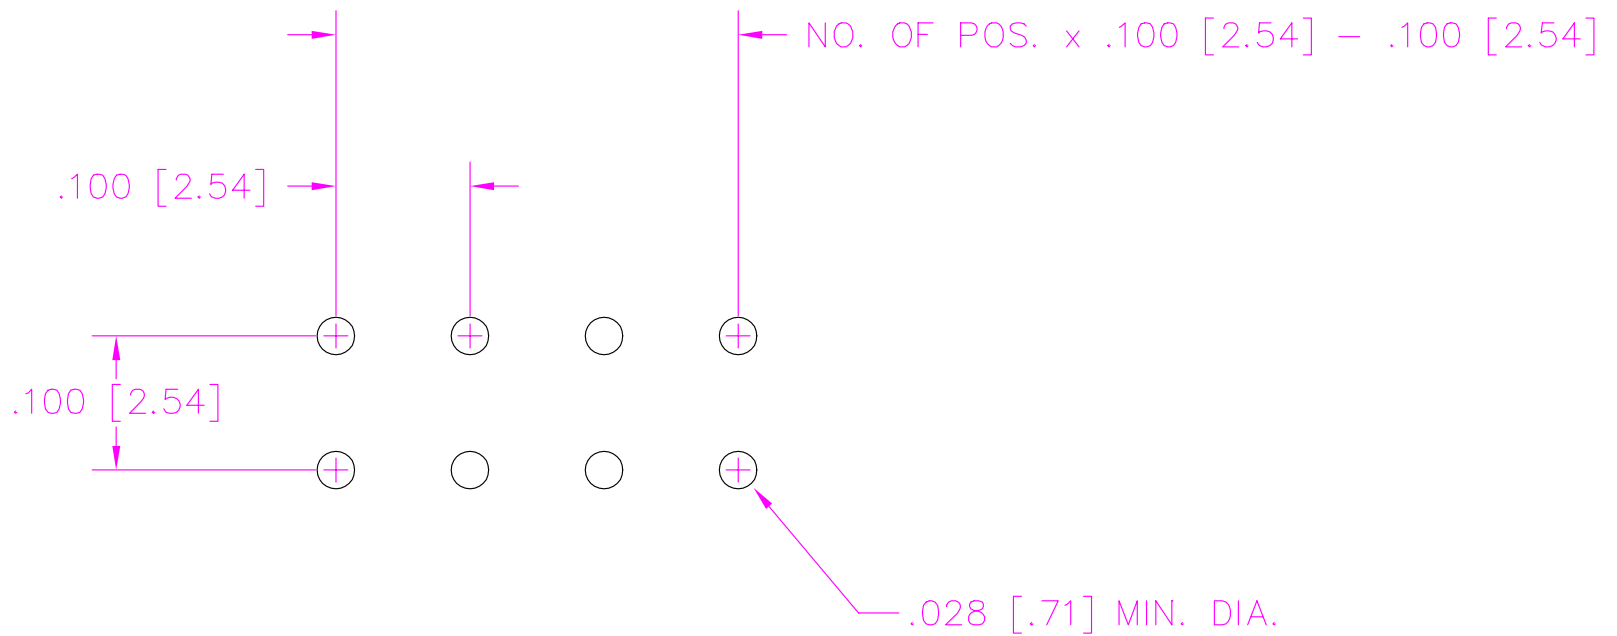 NO. OF POS. x .100 [2.54] – .100 [2.54]
.100 [2.54]
.100 [2.54]
.028 [.71] MIN. DIA.